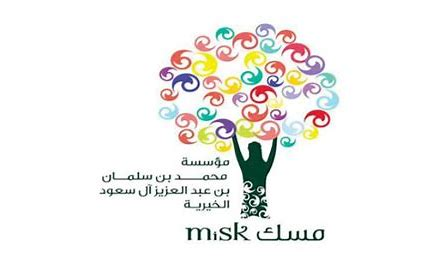 مؤسسة
محمد بن سلمان
بن عبد العزيز آل سعود
الخيرية
مسك misk